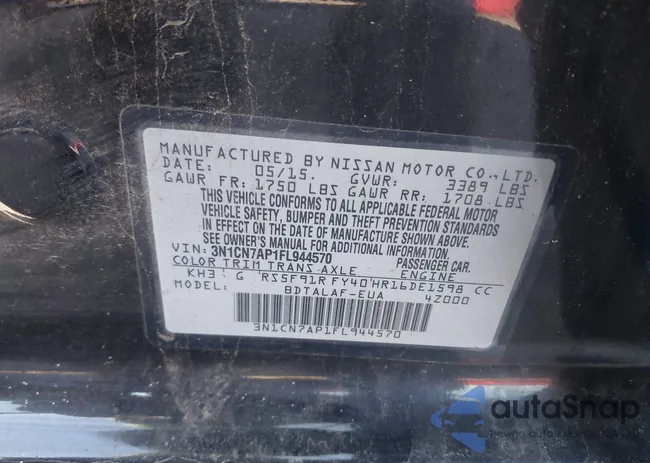 MANUFACTURED BY NISSAN MOTOR CO.,LTD.
DATE: 05/15. GVWR: 3389 LBS
GAWR FR: 1750 LBS GAWR RR: 1708 LBS
THIS VEHICLE CONFORMS TO ALL APPLICABLE FEDERAL MOTOR
VEHICLE SAFETY, BUMPER AND THEFT PREVENTION STANDARDS
IN EFFECT ON THE DATE OF MANUFACTURE SHOWN ABOVE.
SEE OWNER'S MANUAL FOR ADDITIONAL INFORMATION.
VIN: 3N1CN7AP1FL944570 PASSENGER CAR.
COLOR TRIM TRANS AXLE ENGINE
KH3 G RS5F91R FY40 HR16DE1598 CC
MODEL: BDTALAF-EUA 4Z000
3N1CN7AP1FL944570
autoSnap
Pewne auta z